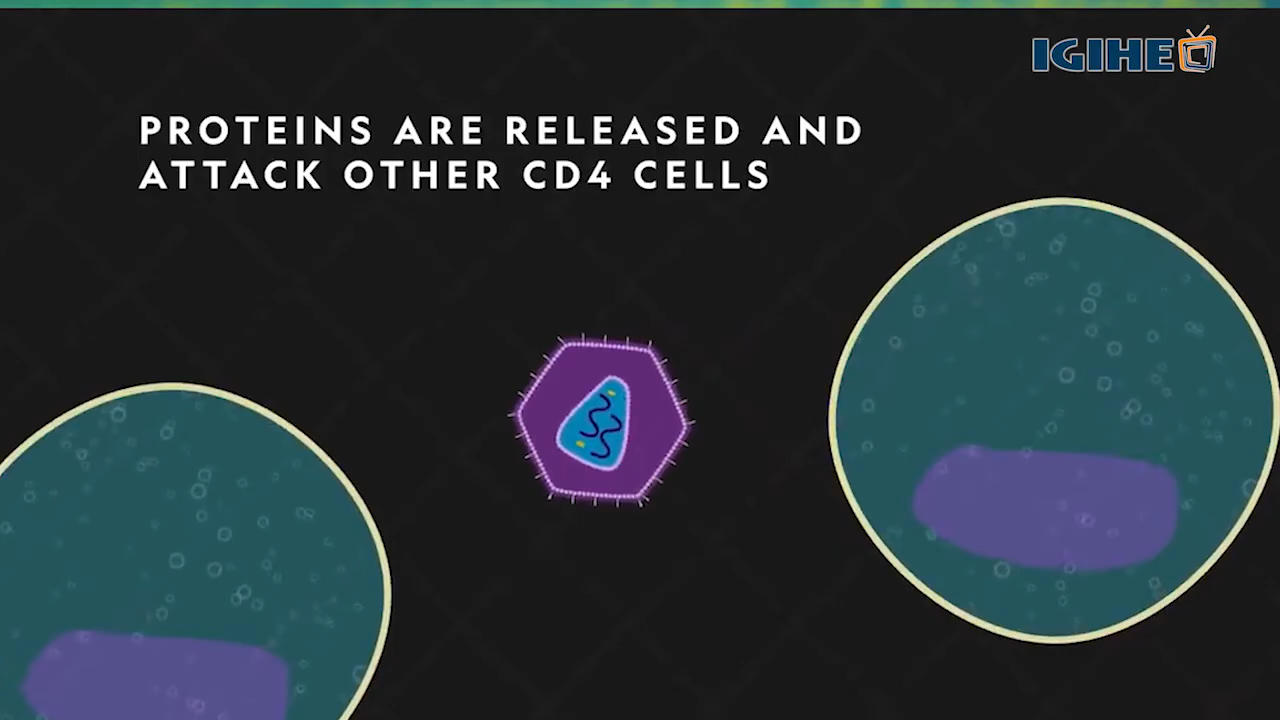 IGIHE
PROTEINS ARE RELEASED AND
ATTACK OTHER CD4 CELLS